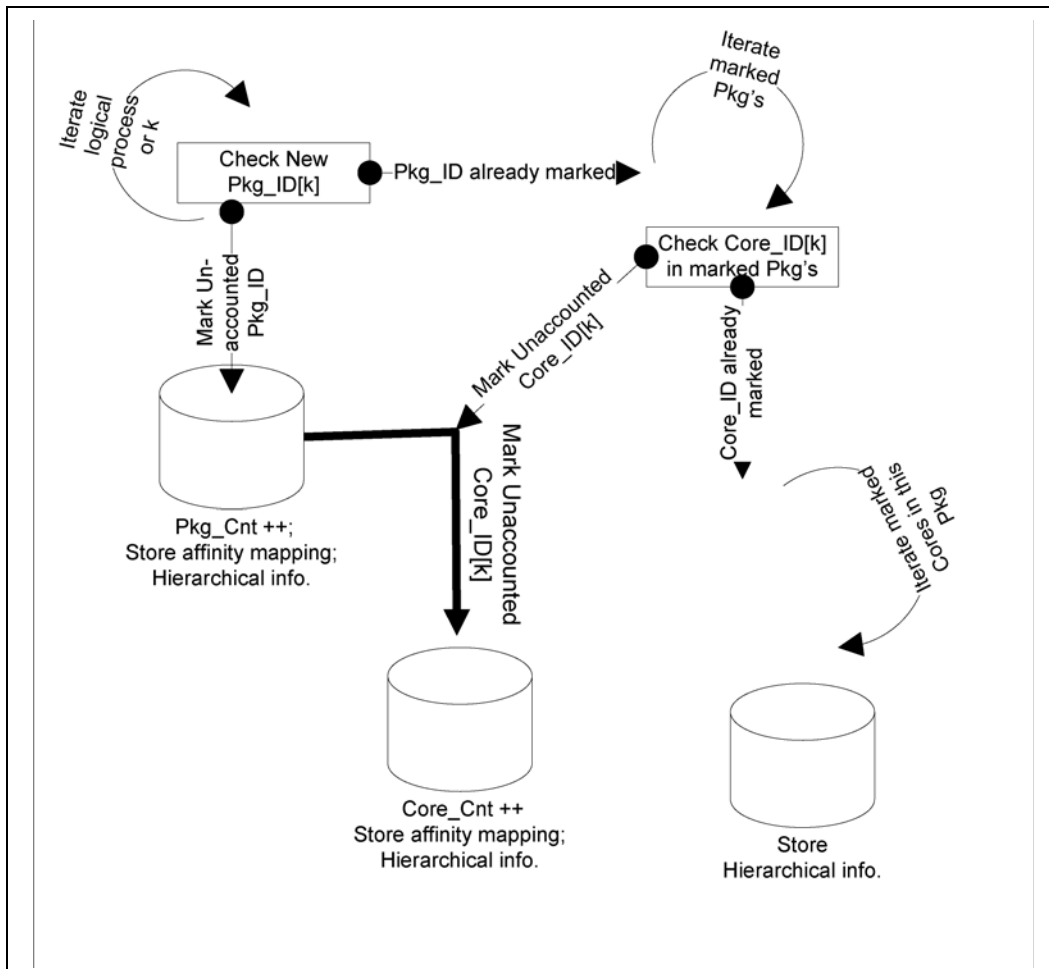 Iterate
logical
process
or k
Check New
Pkg_ID[k]
Pkg_ID already marked
Iterate
marked
Pkg's
Check Core_ID[k]
in marked Pkg's
Mark Un-
accounted
Pkg_ID
Mark Unaccounted
Core_ID[k]
Core_ID already
marked
Mark Unaccounted
Core_ID[k]
Iterate marked
Cores in this
Pkg
Pkg_Cnt ++;
Store affinity mapping;
Hierarchical info.
Core_Cnt ++
Store affinity mapping;
Hierarchical info.
Store
Hierarchical info.